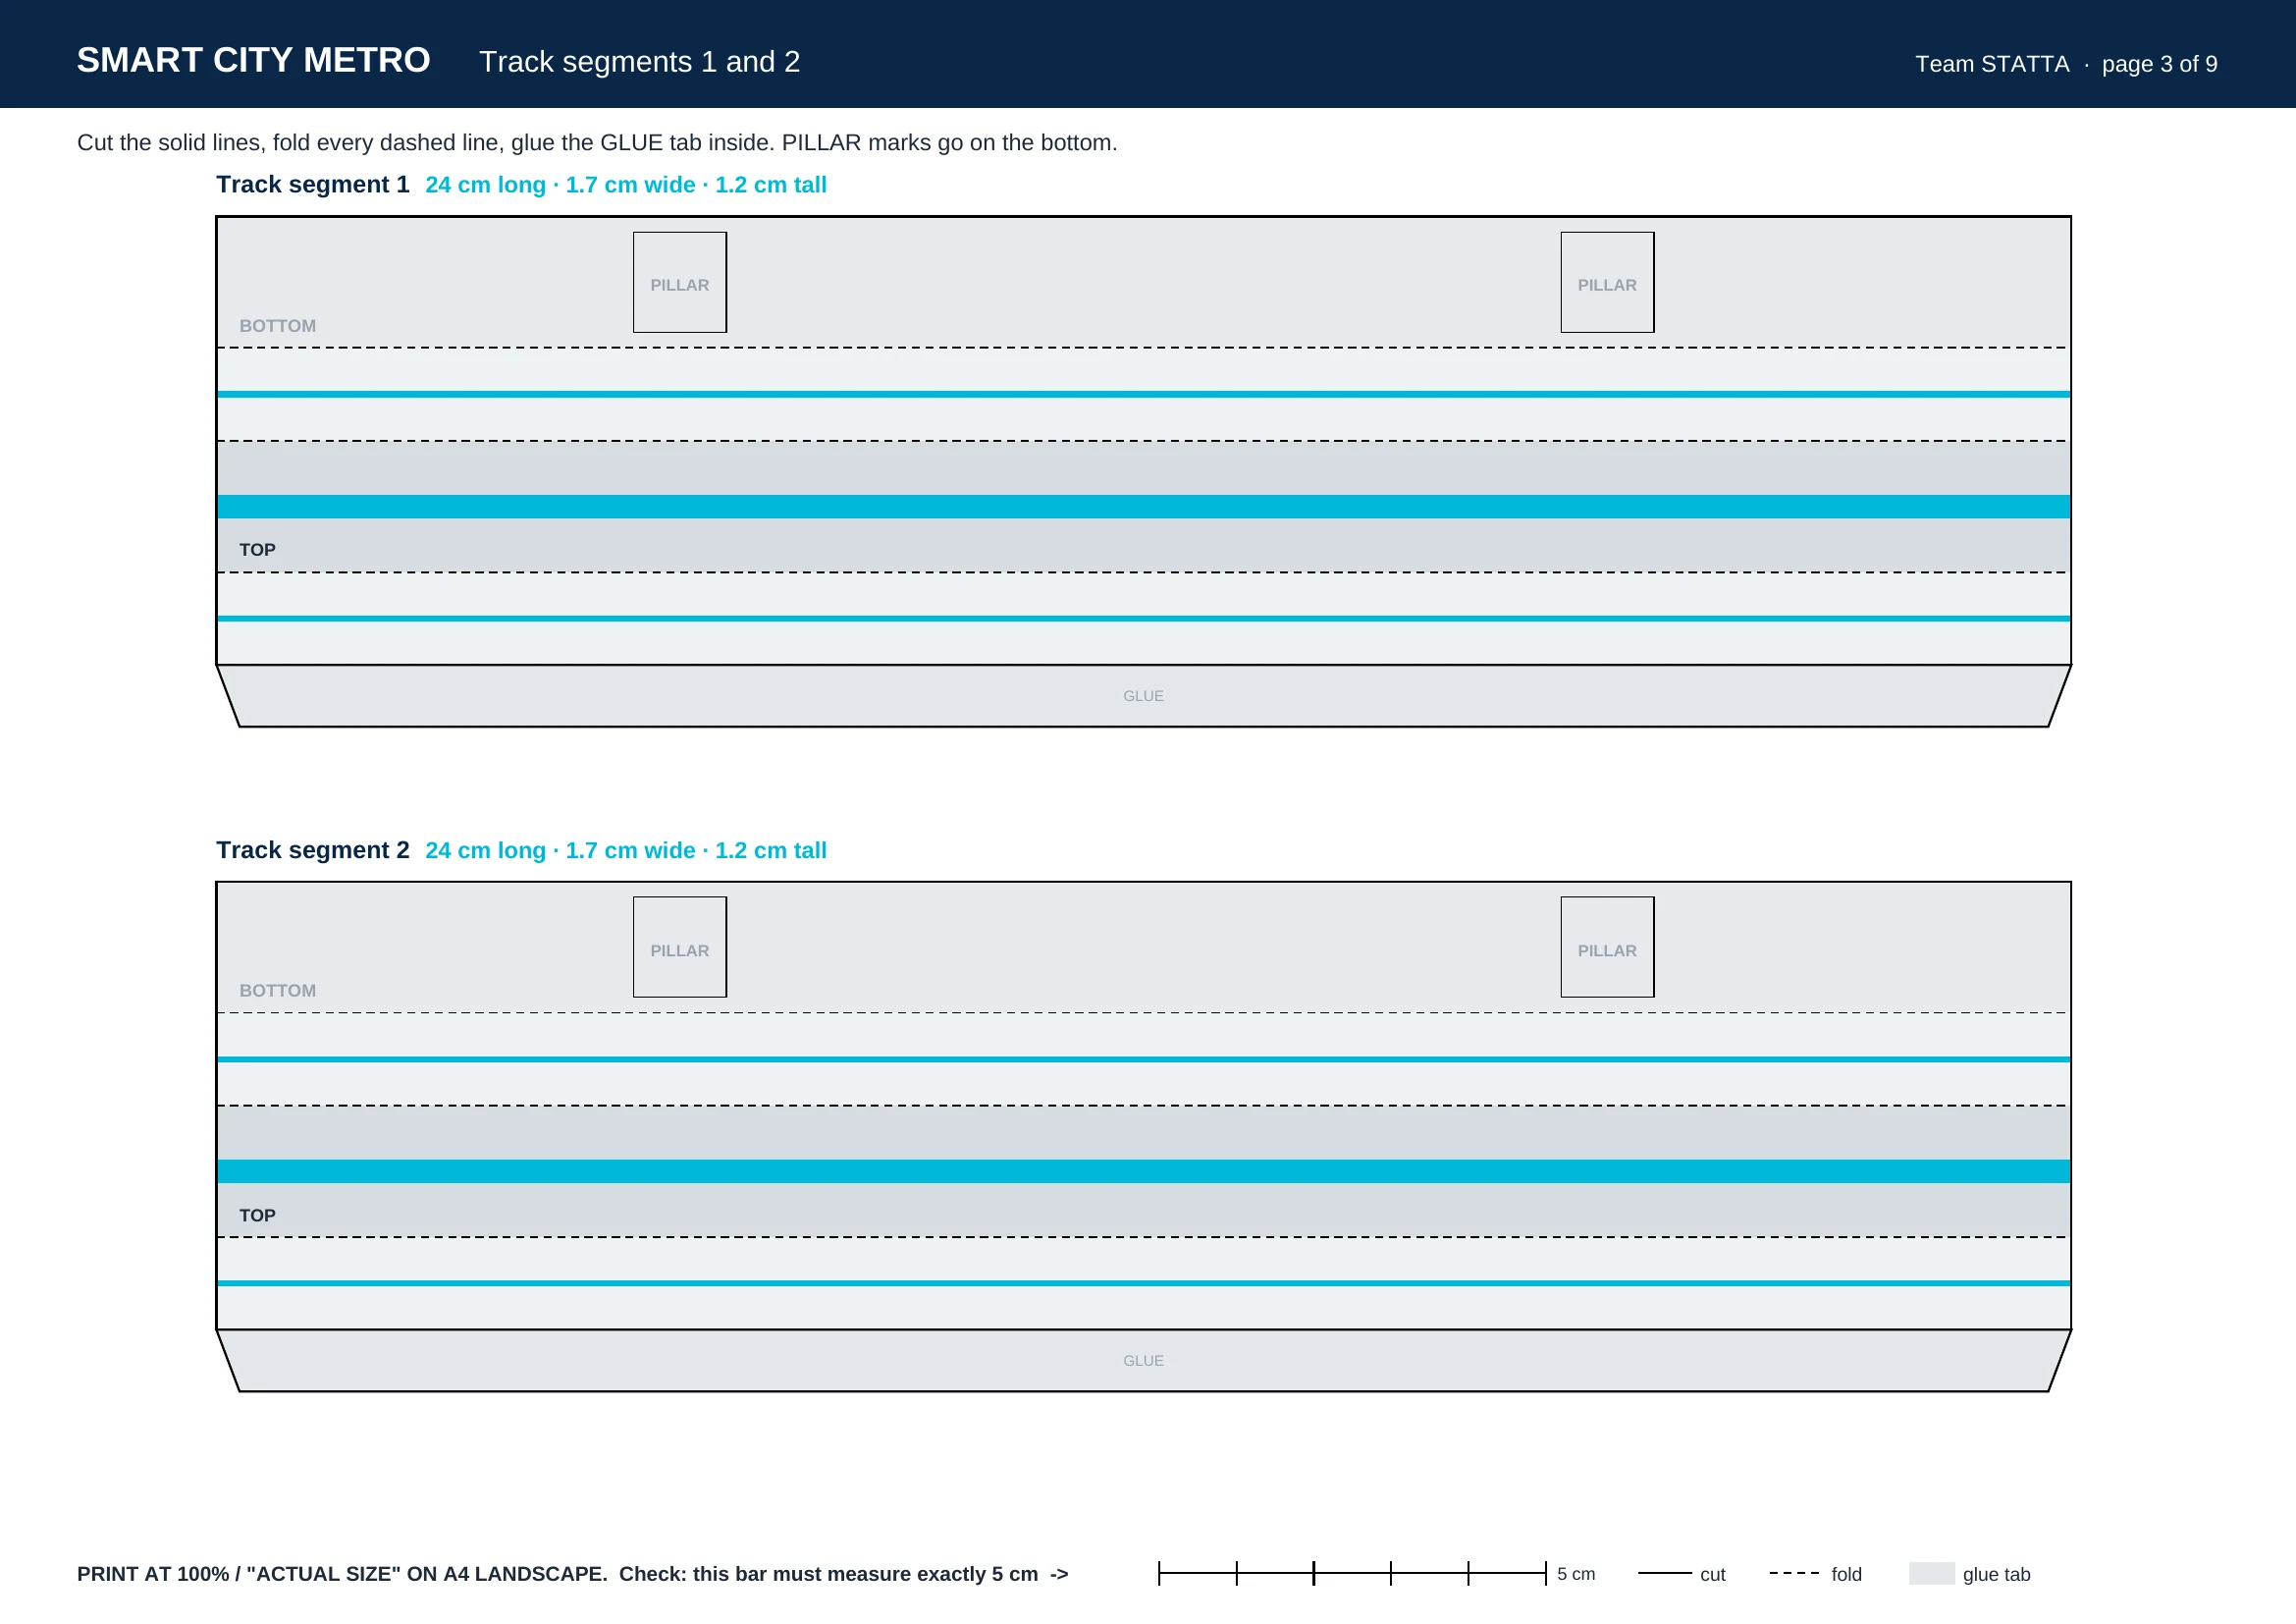 SMART CITY METRO Track segments 1 and 2 Team STATTA · page 3 of 9
Cut the solid lines, fold every dashed line, glue the GLUE tab inside. PILLAR marks go on the bottom.
Track segment 1 24 cm long · 1.7 cm wide · 1.2 cm tall
PILLAR PILLAR
BOTTOM
TOP
GLUE
Track segment 2 24 cm long · 1.7 cm wide · 1.2 cm tall
PILLAR PILLAR
BOTTOM
TOP
GLUE
PRINT AT 100% / "ACTUAL SIZE" ON A4 LANDSCAPE. Check: this bar must measure exactly 5 cm -> 5 cm cut fold glue tab